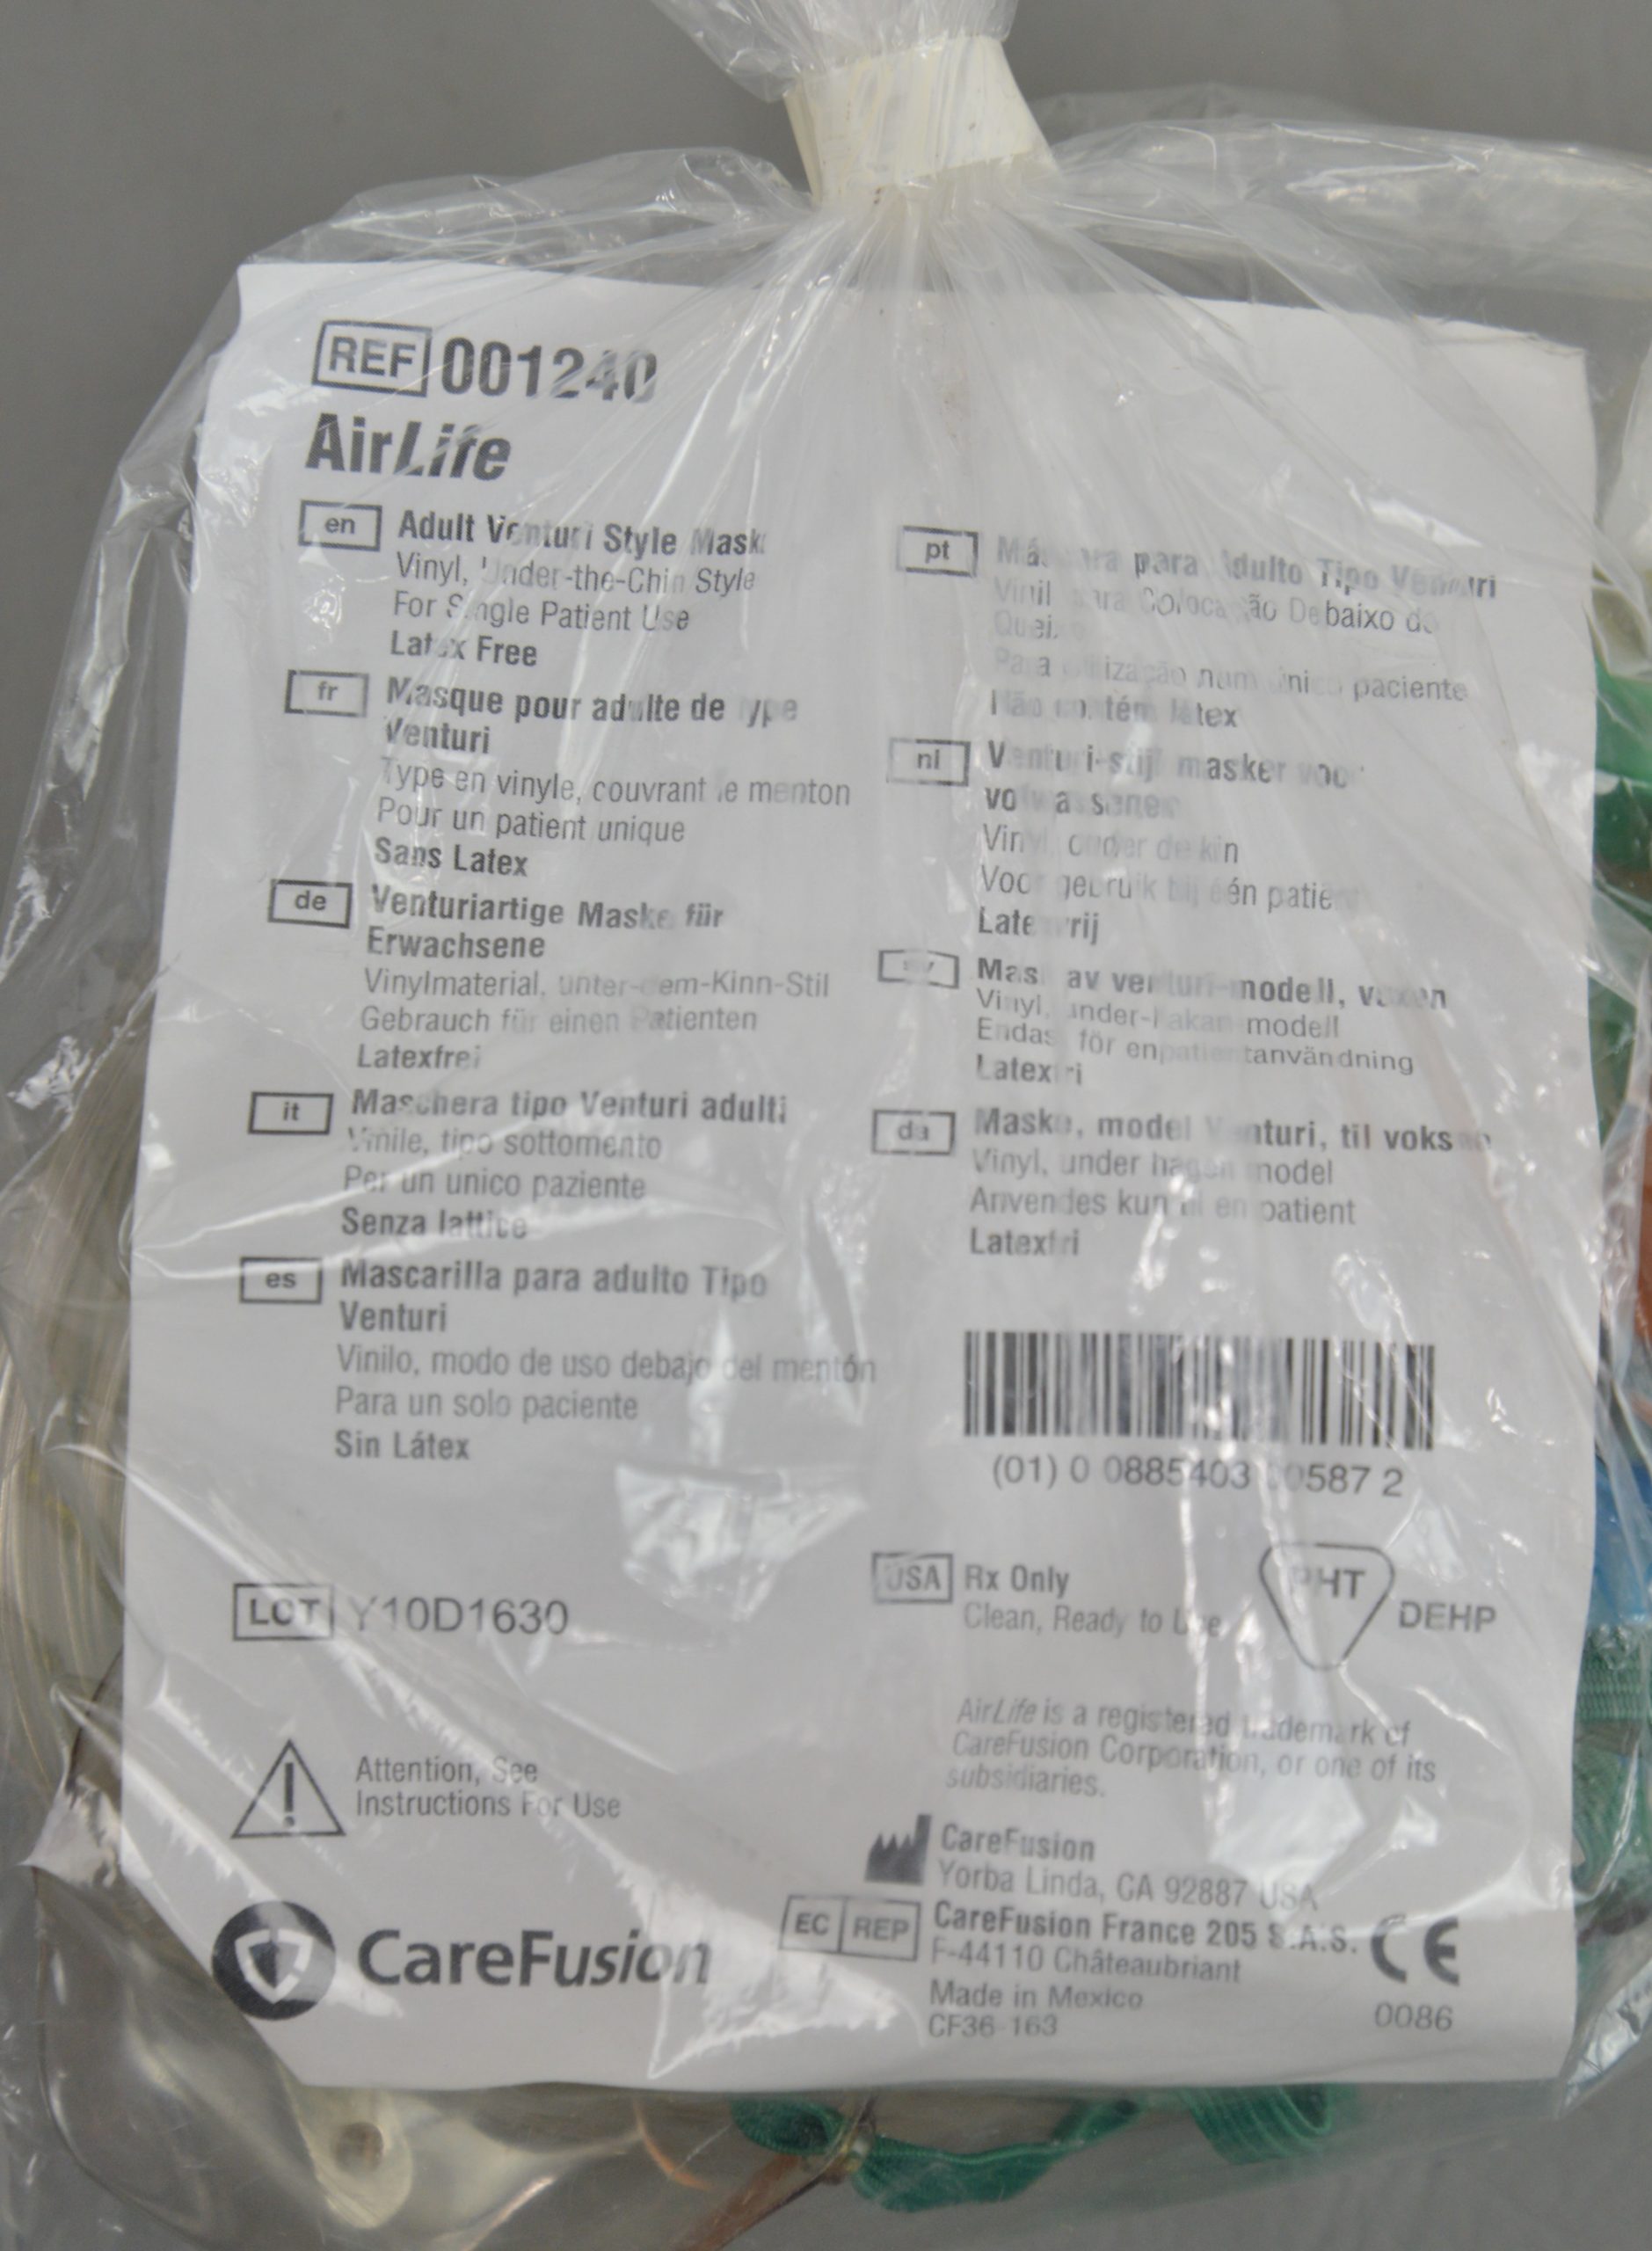 REF 001240
AirLife
en Adult Venturi Style Mask
Vinyl, Under-the-Chin Style
For Single Patient Use
Latex Free
fr Masque pour adulte de type
Venturi
Type en vinyle, couvrant le menton
Pour un patient unique
Sans Latex
de Venturiartige Maske für
Erwachsene
Vinylmaterial, unter-dem-Kinn-Stil
Gebrauch für einen Patienten
Latexfrei
it Maschera tipo Venturi adulti
Vinile, tipo sottomento
Per un unico paziente
Senza lattice
es Mascarilla para adulto Tipo
Venturi
Vinilo, modo de uso debajo del mentón
Para un solo paciente
Sin Látex
LOT Y10D1630
Attention, See
Instructions For Use
CareFusion
pt Máscara para Adulto Tipo Venturi
Vinil para Colocação Debaixo do
Para utilização num único paciente
Não contém látex
nl Venturi-stijl masker voor
volwassenen
Vinyl, onder de kin
Voor gebruik bij één patiënt
Latexvrij
sv Mask av venturi-modell, vuxen
Vinyl, under-hakan modell
Endast för enpatientanvändning
Latexfri
da Maske, model Venturi, til voksne
Vinyl, under hagen model
Anvendes kun til en patient
Latexfri
(01) 0 0885403 587 2
USA Rx Only
Clean, Ready to Use
PHT
DEHP
AirLife is a registered trademark of
CareFusion Corporation, or one of its
subsidiaries.
CareFusion
Yorba Linda, CA 92887 USA
EC REP CareFusion France 205 S.A.S.
F-44110 Châteaubriant
Made in Mexico
CF36-163
CE
0086